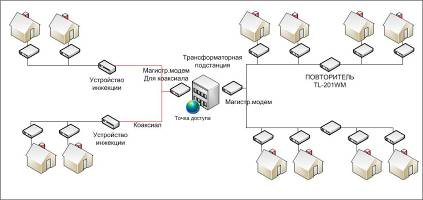 Трансформаторная
подстанция
Магистр.модем
Для коаксиала
Устройство
инжекции
ПОВТОРИТЕЛЬ
TL-201WM
Магистр.модем
Точка доступа
Коаксиал
Устройство
инжекции